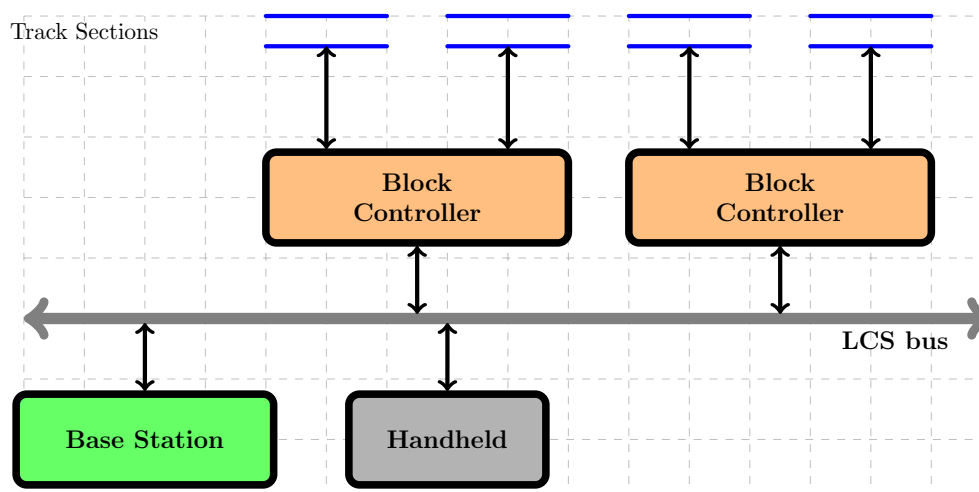 Track Sections
Block
Controller
Block
Controller
LCS bus
Base Station
Handheld